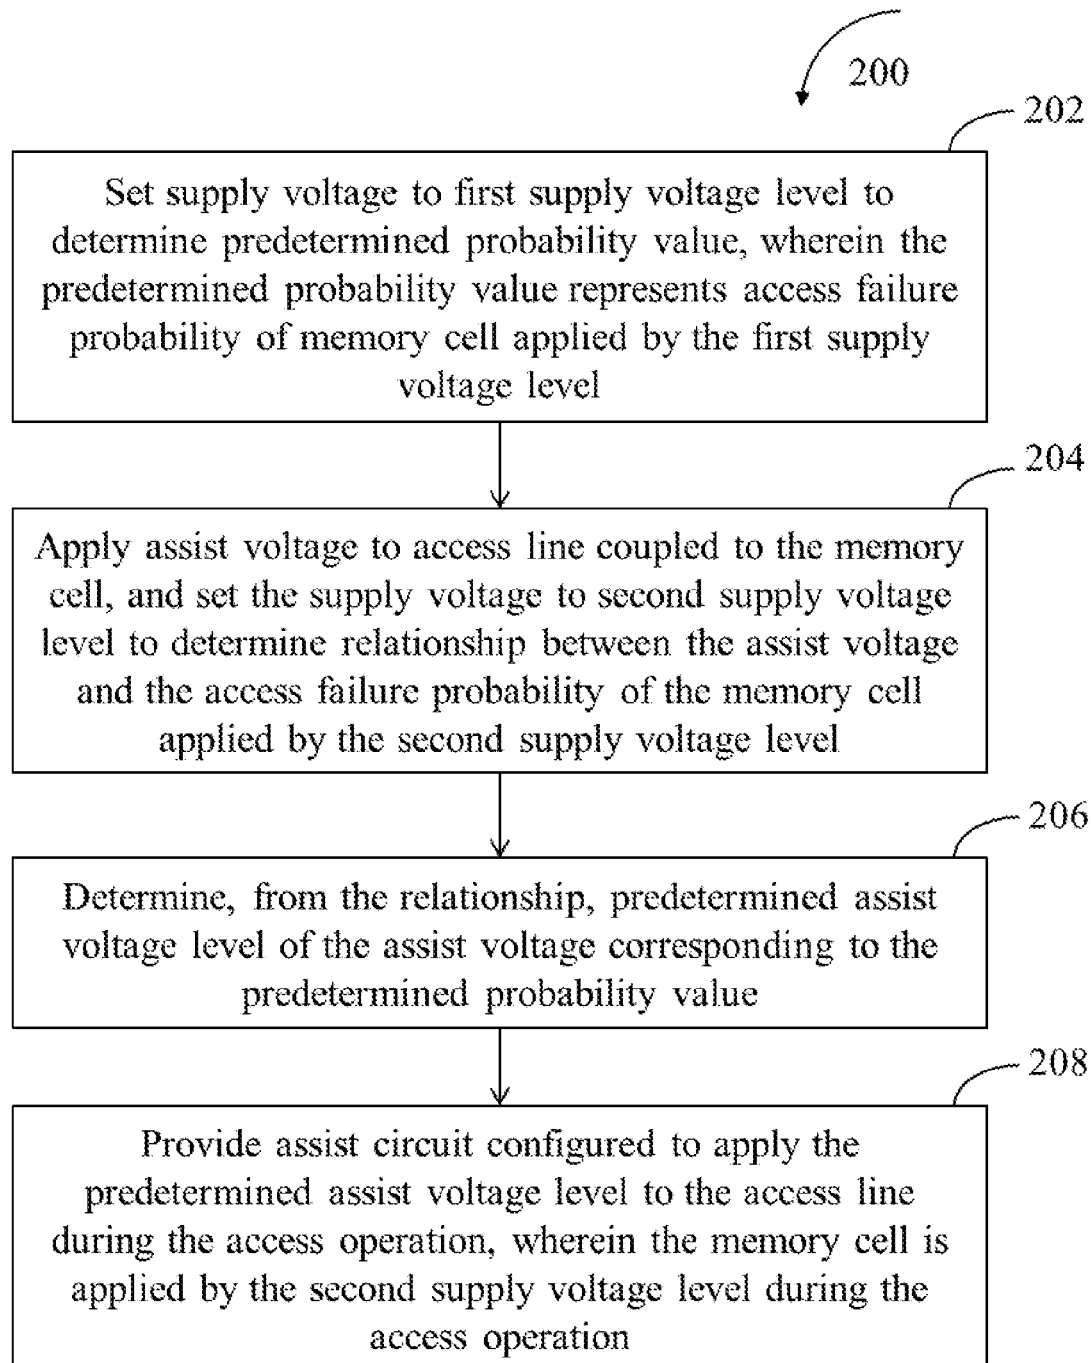 200
202
Set supply voltage to first supply voltage level to
determine predetermined probability value, wherein the
predetermined probability value represents access failure
probability of memory cell applied by the first supply
voltage level
204
Apply assist voltage to access line coupled to the memory
cell, and set the supply voltage to second supply voltage
level to determine relationship between the assist voltage
and the access failure probability of the memory cell
applied by the second supply voltage level
206
Determine, from the relationship, predetermined assist
voltage level of the assist voltage corresponding to the
predetermined probability value
208
Provide assist circuit configured to apply the
predetermined assist voltage level to the access line
during the access operation, wherein the memory cell is
applied by the second supply voltage level during the
access operation